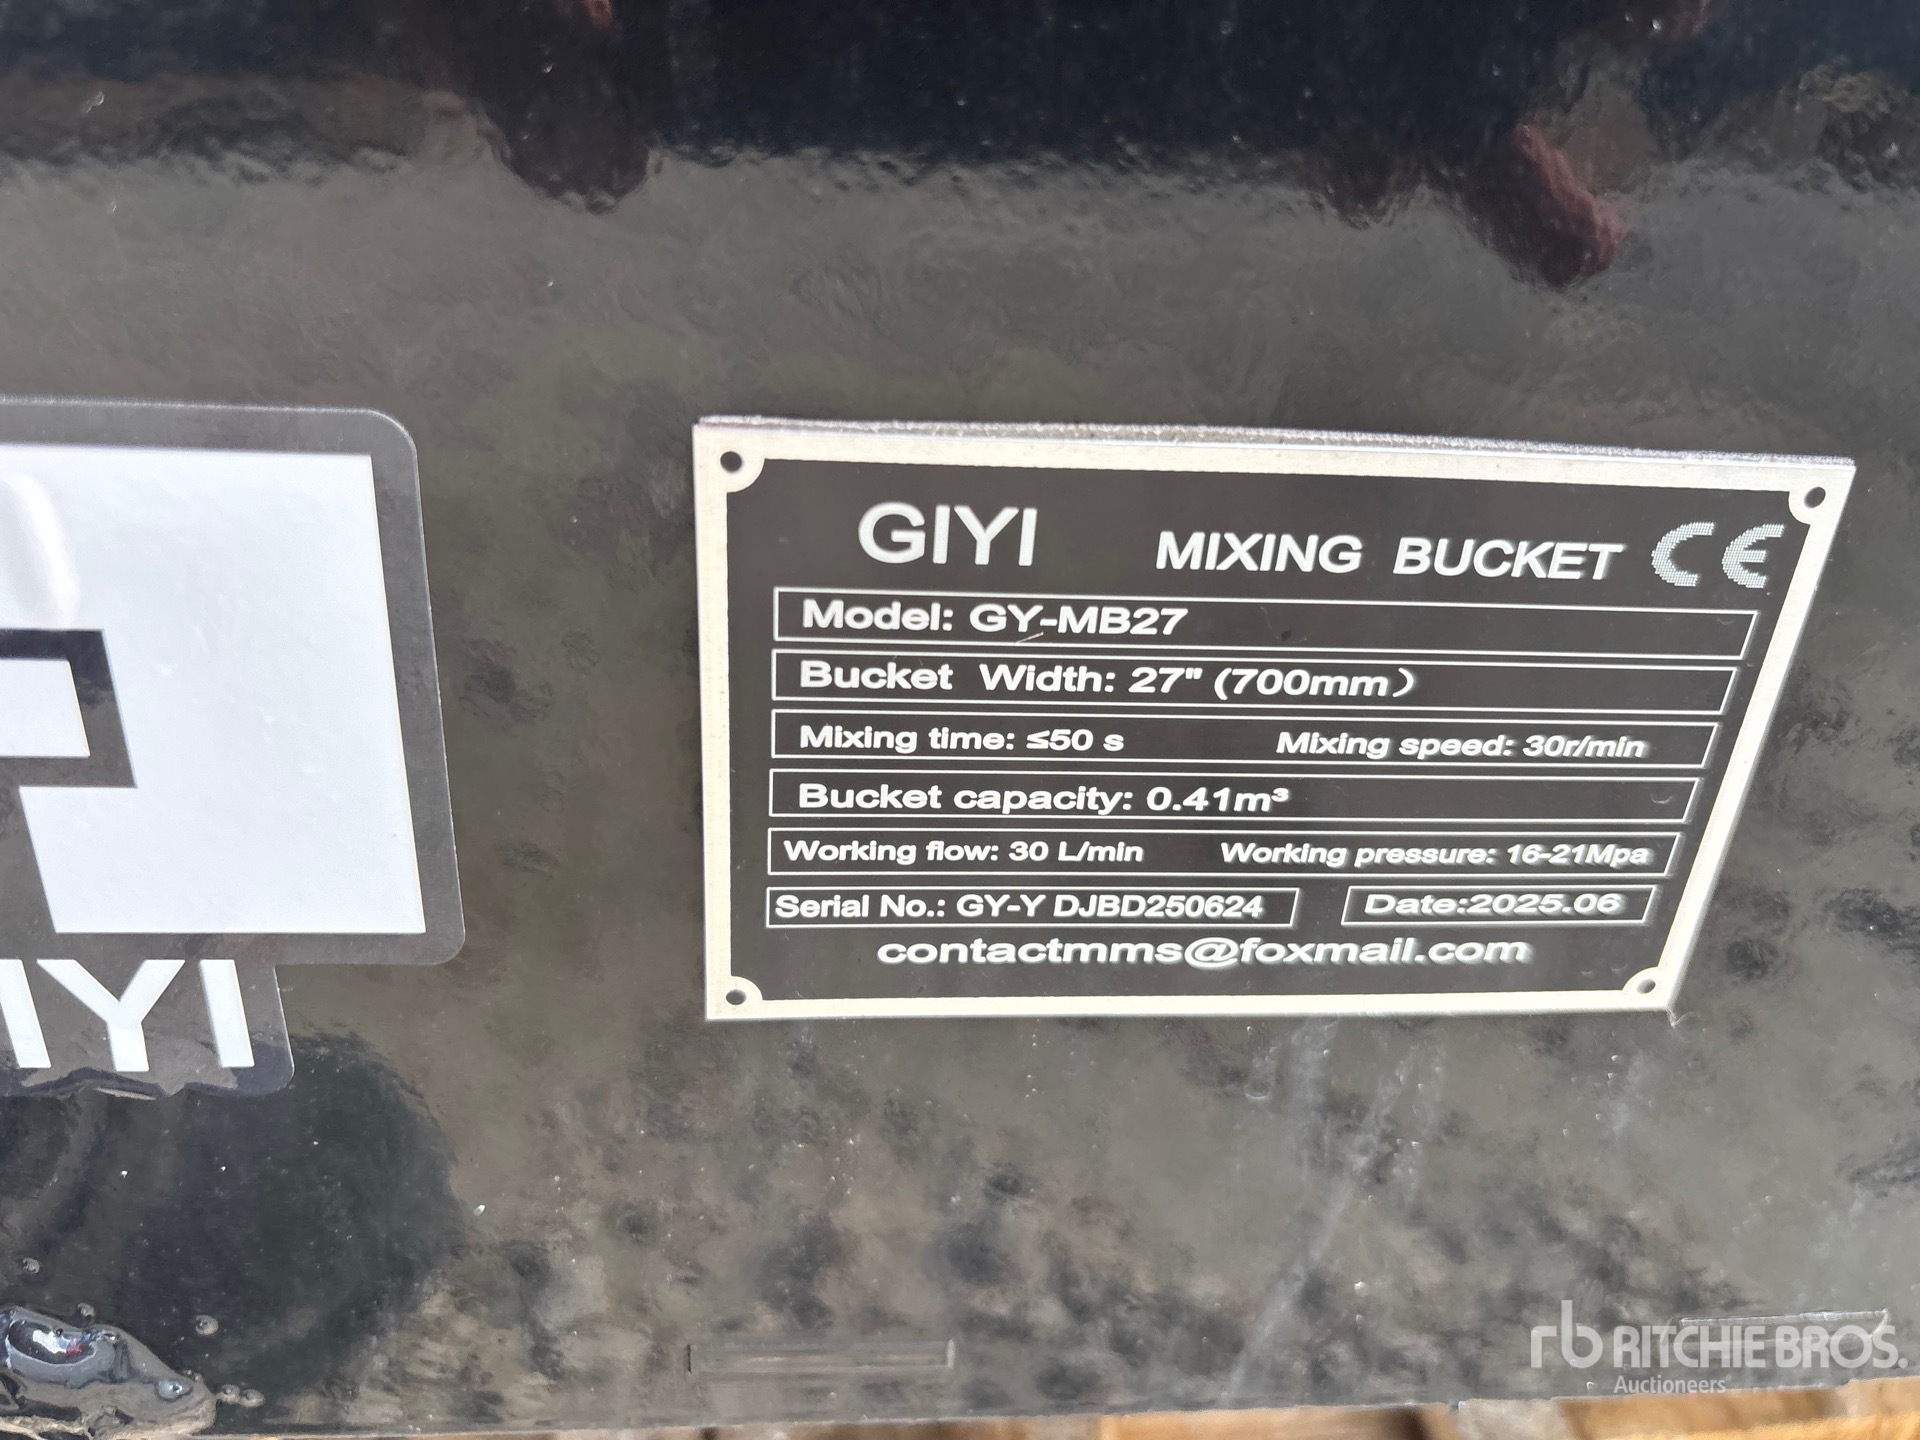 GIYI MIXING BUCKET CE
Model: GY-MB27
Bucket Width: 27" (700mm)
Mixing time: ≤50 s Mixing speed: 30r/min
Bucket capacity: 0.41m³
Working flow: 30 L/min Working pressure: 16-21Mpa
Serial No.: GY-Y DJBD250624 Date:2025.06
contactmms@foxmail.com
IYI
rb RITCHIE BROS.
Auctioneers